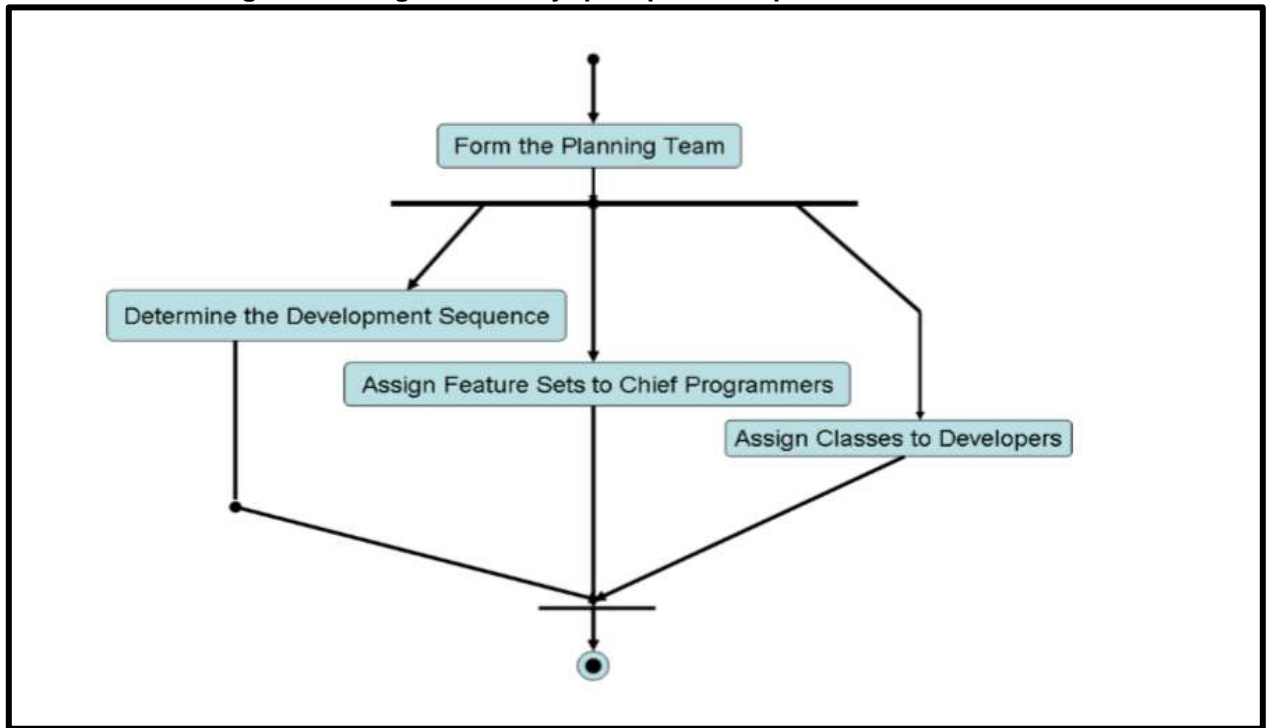 Form the Planning Team
Determine the Development Sequence
Assign Feature Sets to Chief Programmers
Assign Classes to Developers